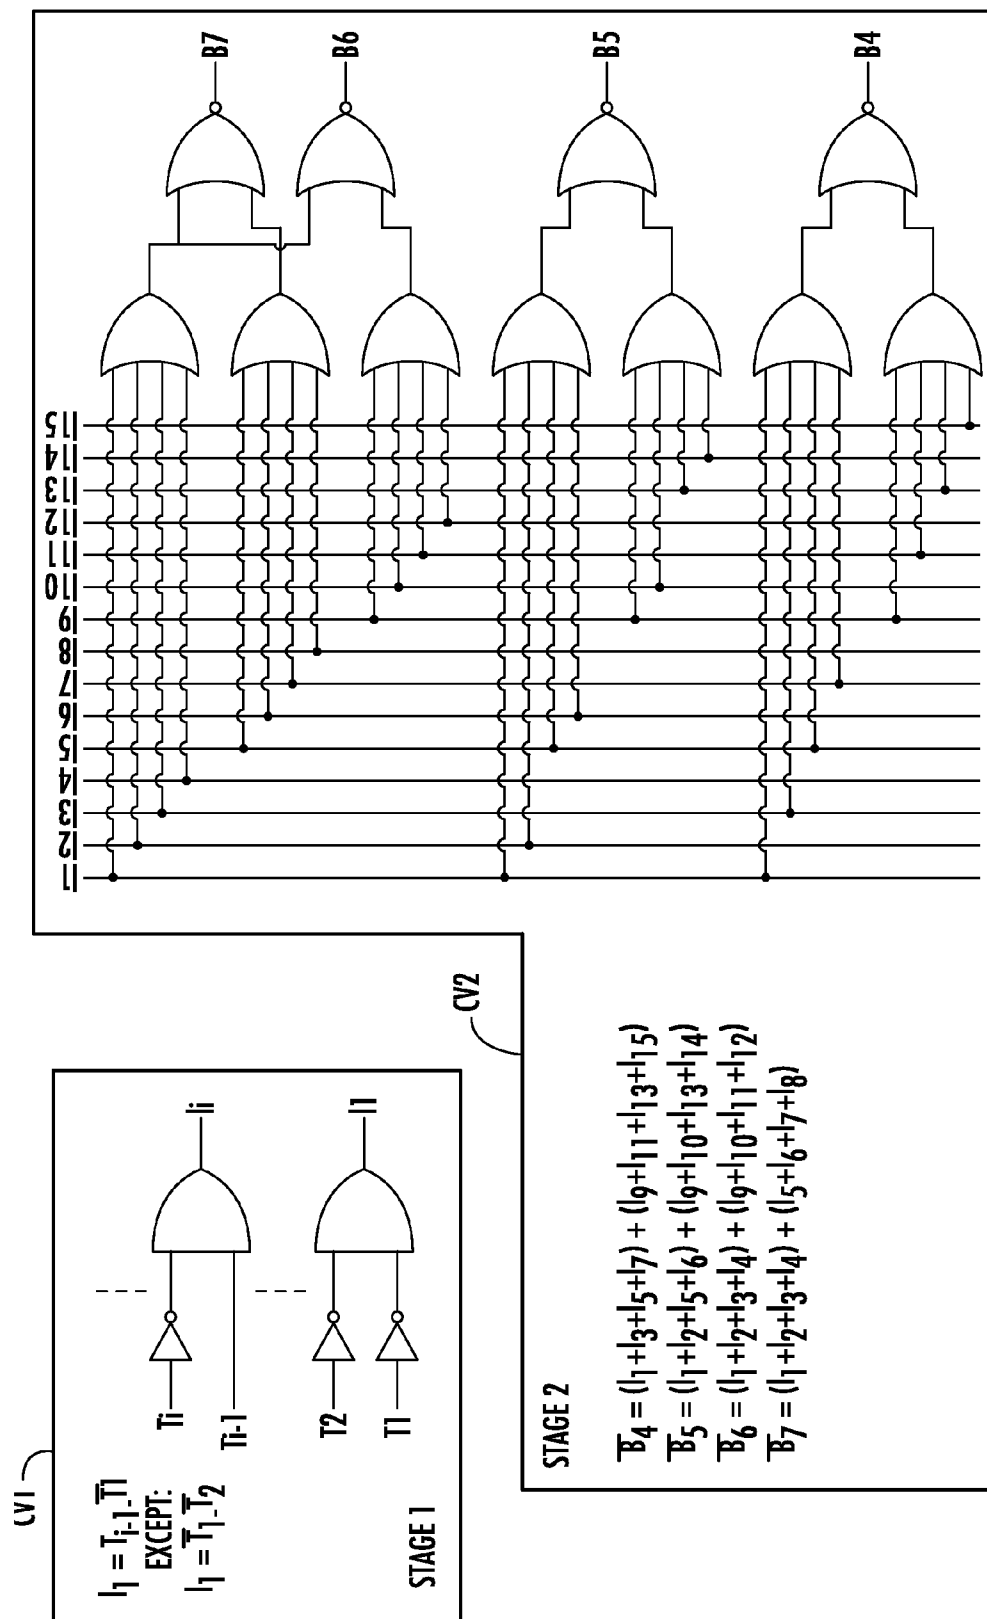 CV1
I₁ = T̅ᵢ₋₁-T̅1
EXCEPT:
I₁ = T̅₁-T̅₂
STAGE 1
Ti
Ti-1
Ii
T2
T1
I1
CV2
STAGE 2
B̅₄ = (I₁+I₃+I₅+I₇) + (I₉+I₁₁+I₁₃+I₁₅)
B̅₅ = (I₁+I₂+I₅+I₆) + (I₉+I₁₀+I₁₃+I₁₄)
B̅₆ = (I₁+I₂+I₃+I₄) + (I₉+I₁₀+I₁₁+I₁₂)
B̅₇ = (I₁+I₂+I₃+I₄) + (I₅+I₆+I₇+I₈)
I1
I2
I3
I4
I5
I6
I7
I8
I9
I10
I11
I12
I13
I14
I15
B7
B6
B5
B4